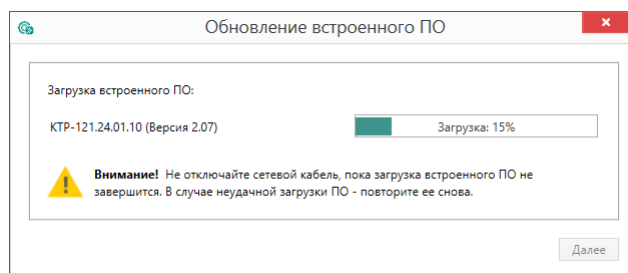 Обновление встроенного ПО
Загрузка встроенного ПО:
КТР-121.24.01.10 (Версия 2.07)
Загрузка: 15%
Внимание! Не отключайте сетевой кабель, пока загрузка встроенного ПО не
завершится. В случае неудачной загрузки ПО - повторите ее снова.
Далее